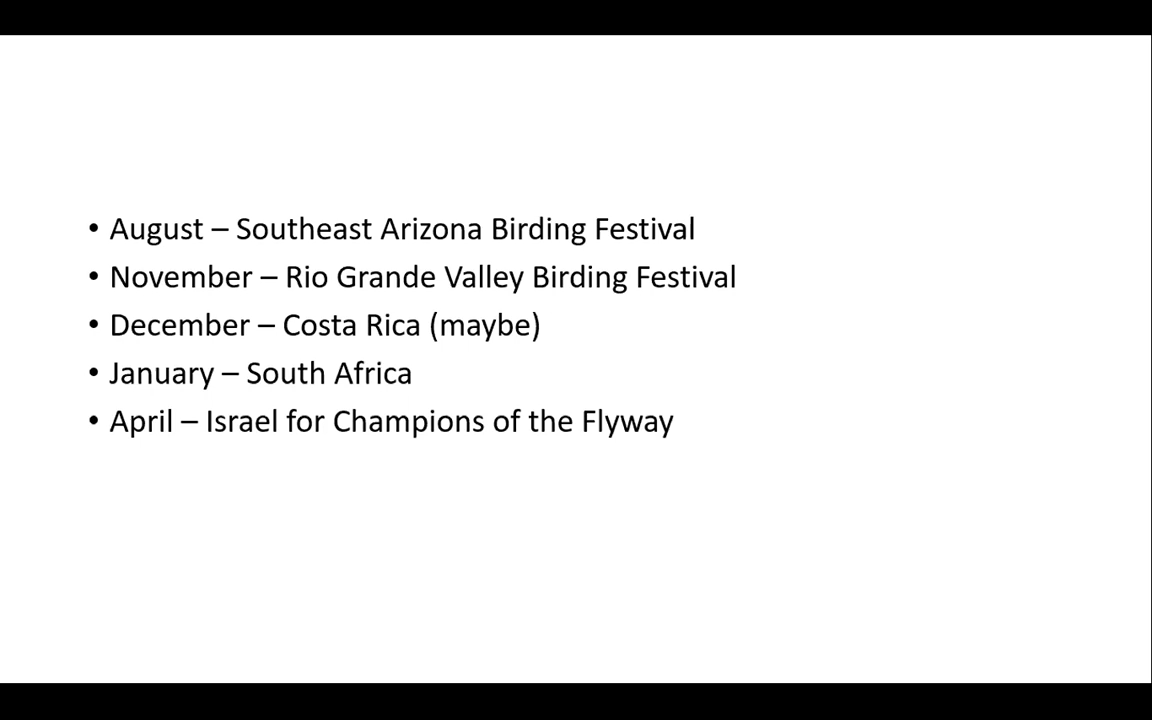 • August – Southeast Arizona Birding Festival
• November – Rio Grande Valley Birding Festival
• December – Costa Rica (maybe)
• January – South Africa
• April – Israel for Champions of the Flyway